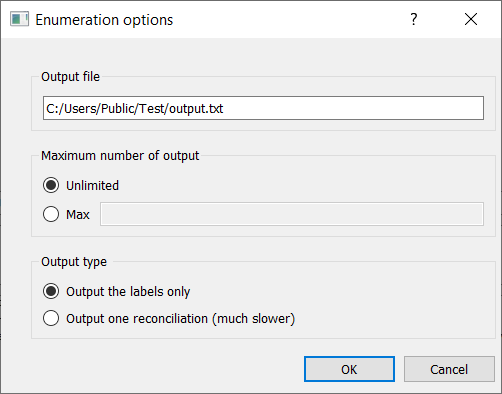 Enumeration options
?
Output file
C:/Users/Public/Test/output.txt
Maximum number of output
Unlimited
Max
Output type
Output the labels only
Output one reconciliation (much slower)
OK Cancel